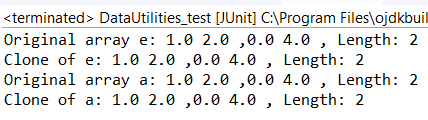 <terminated> DataUtilities_test [JUnit] C:\Program Files\ojdkbuil
Original array e: 1.0 2.0 ,0.0 4.0 , Length: 2
Clone of e: 1.0 2.0 ,0.0 4.0 , Length: 2
Original array a: 1.0 2.0 ,0.0 4.0 , Length: 2
Clone of a: 1.0 2.0 ,0.0 4.0 , Length: 2